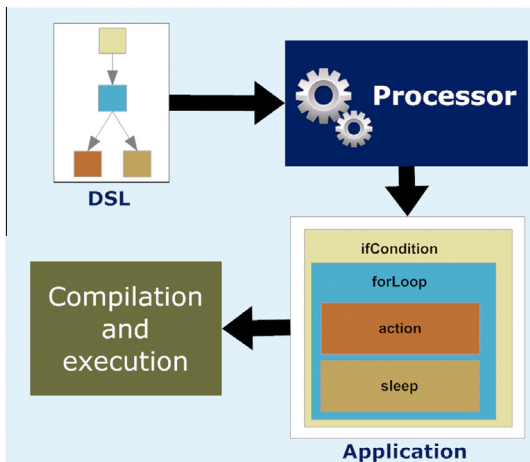 DSL
Processor
ifCondition
forLoop
action
sleep
Application
Compilation
and
execution